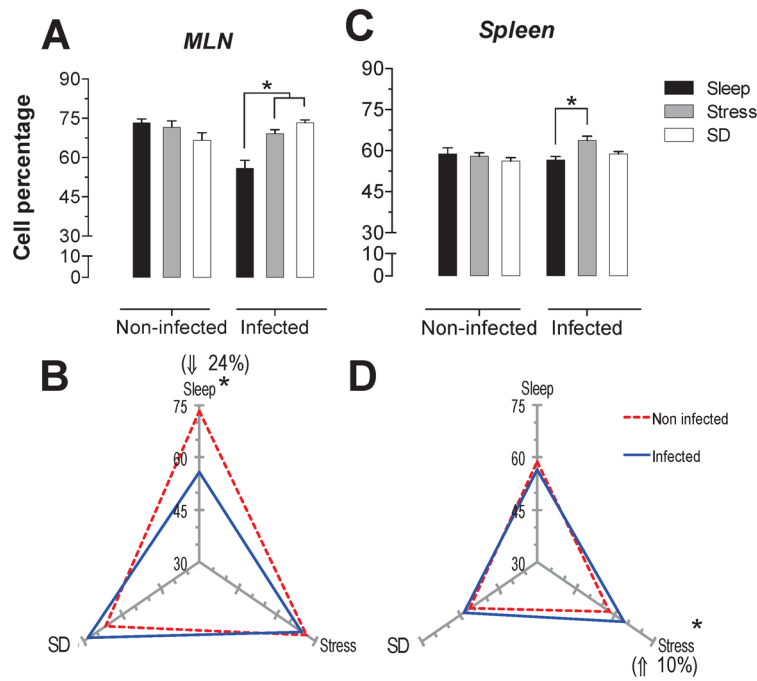 A
MLN
Cell percentage
90
75
60
45
30
10
0
*
Non-infected
Infected
C
Spleen
90
75
60
45
30
10
0
*
Non-infected
Infected
Sleep
Stress
SD
B
(⇓ 24%)
Sleep *
75
60
45
30
SD
Stress
D
Sleep
75
60
45
30
SD
Stress
*
(⇑ 10%)
Non infected
Infected